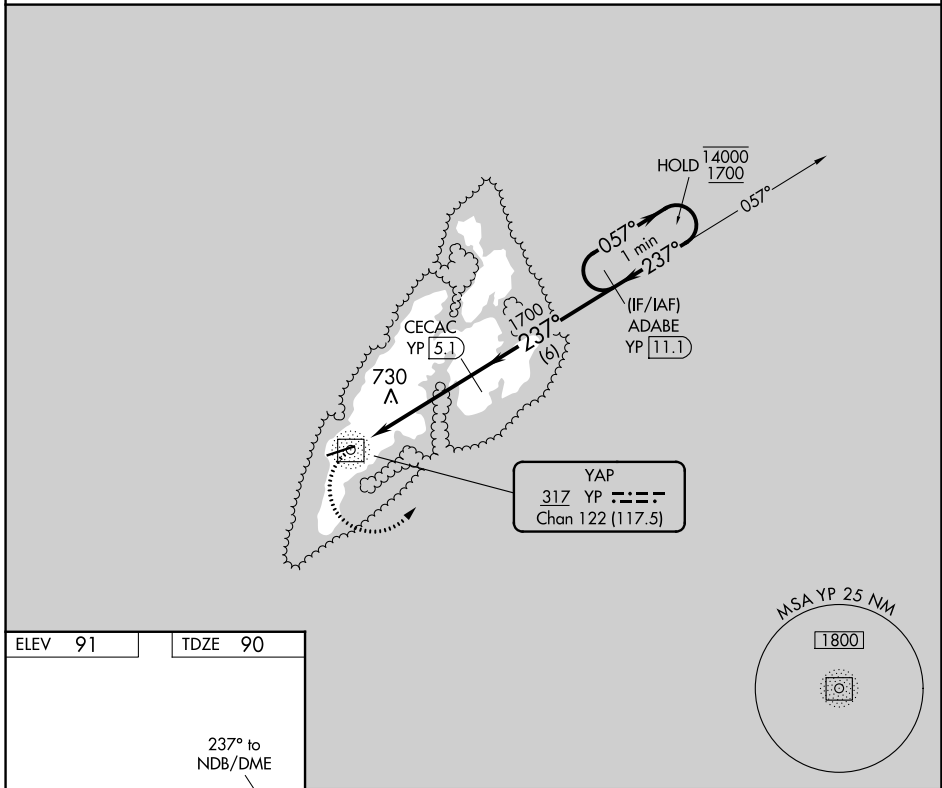 HOLD 14000
1700
057°
057°
1 min
237°
(IF/IAF)
ADABE
YP 11.1
1700
237°
(6)
CECAC
YP 5.1
730
YAP
317 YP
Chan 122 (117.5)
MSA YP 25 NM
1800
ELEV 91
TDZE 90
237° to
NDB/DME